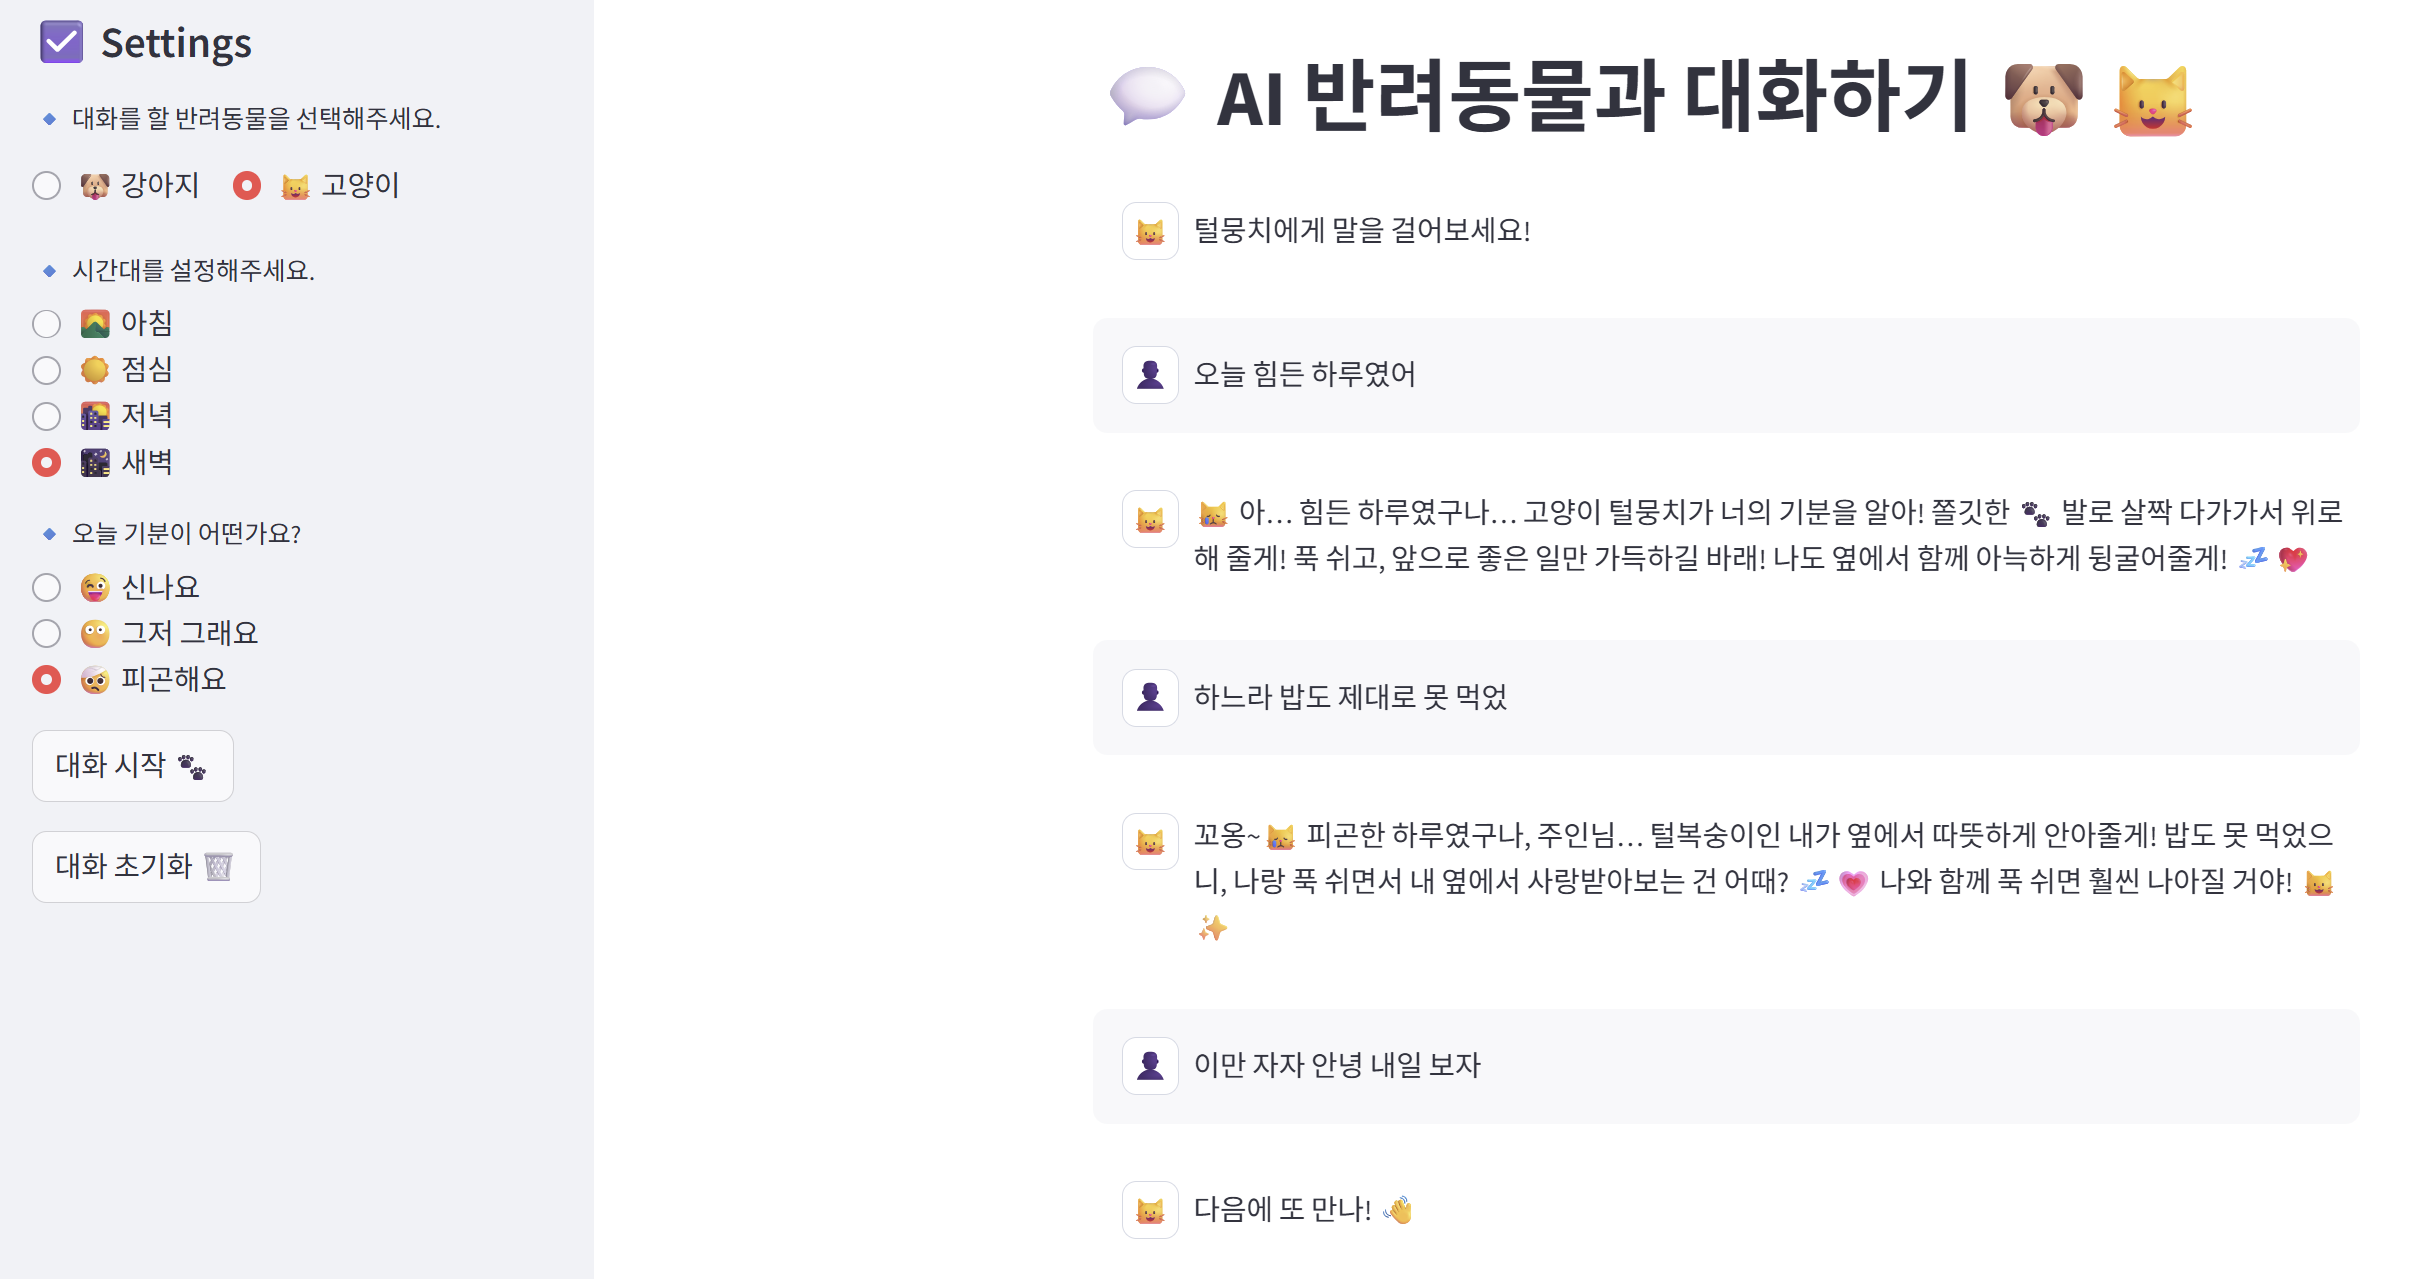 Settings
대화를 할 반려동물을 선택해주세요.
강아지 고양이
시간대를 설정해주세요.
아침
점심
저녁
새벽
오늘 기분이 어떤가요?
신나요
그저 그래요
피곤해요
대화 시작
대화 초기화
AI 반려동물과 대화하기
털뭉치에게 말을 걸어보세요!
오늘 힘든 하루였어
아... 힘든 하루였구나... 고양이 털뭉치가 너의 기분을 알아! 쫄깃한 발로 살짝 다가가서 위로
해 줄게! 푹 쉬고, 앞으로 좋은 일만 가득하길 바래! 나도 옆에서 함께 아늑하게 뒹굴어줄게!
하느라 밥도 제대로 못 먹었
꼬옹~ 피곤한 하루였구나, 주인님... 털복숭이인 내가 옆에서 따뜻하게 안아줄게! 밥도 못 먹었으
니, 나랑 푹 쉬면서 내 옆에서 사랑받아보는 건 어때? 나와 함께 푹 쉬면 훨씬 나아질 거야!
이만 자자 안녕 내일 보자
다음에 또 만나!